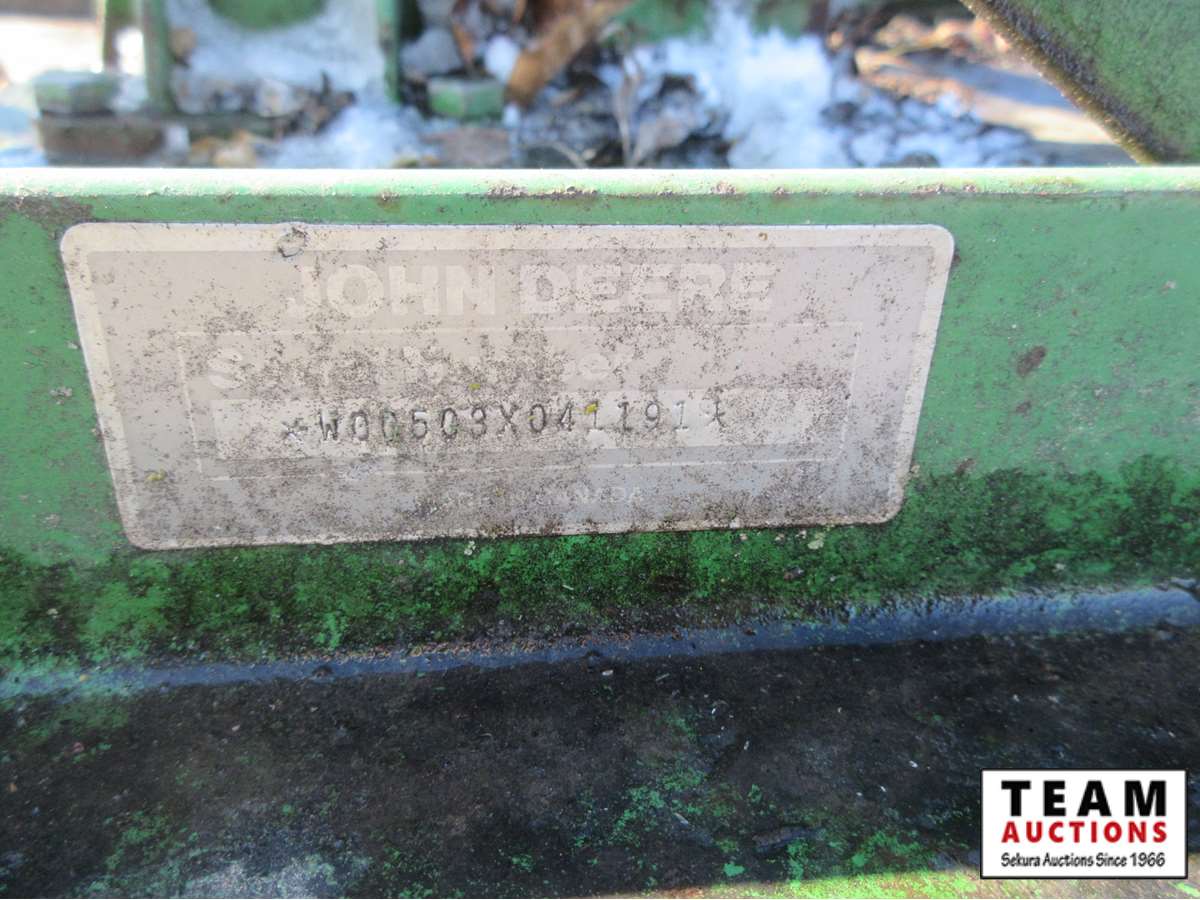 JOHN DEERE
*W00503X041191*
TEAM
AUCTIONS
Sekura Auctions Since 1966